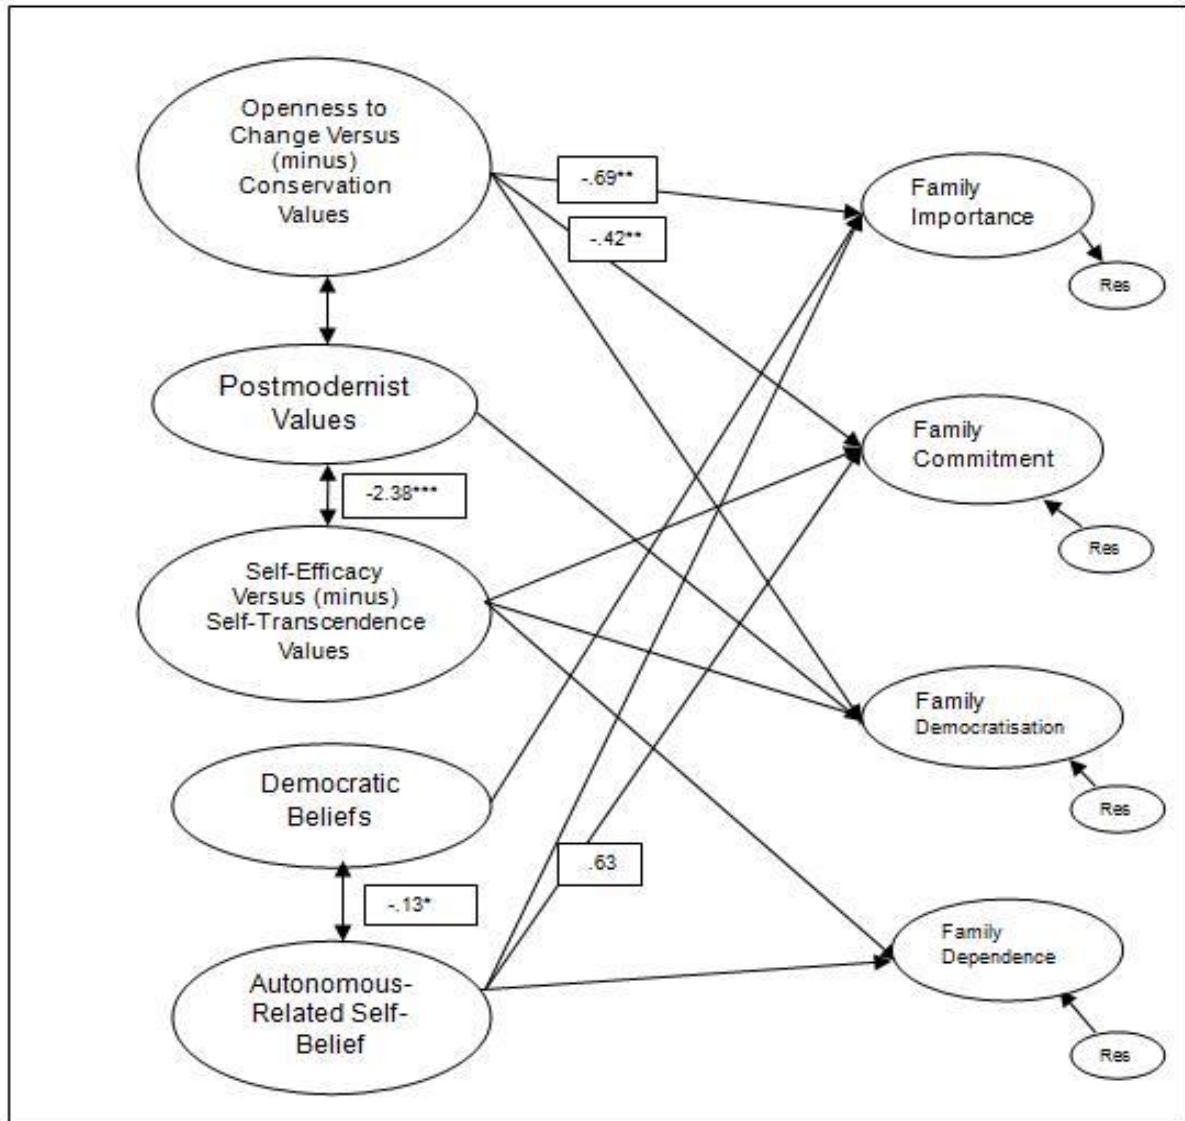 Openness to
Change Versus
(minus)
Conservation
Values
-.69**
-.42**
Family
Importance
Res
Postmodernist
Values
Family
Commitment
-2.38***
Res
Self-Efficacy
Versus (minus)
Self-Transcendence
Values
Family
Democratisation
Democratic
Beliefs
Res
.63
-.13*
Family
Dependence
Autonomous-
Related Self-
Belief
Res